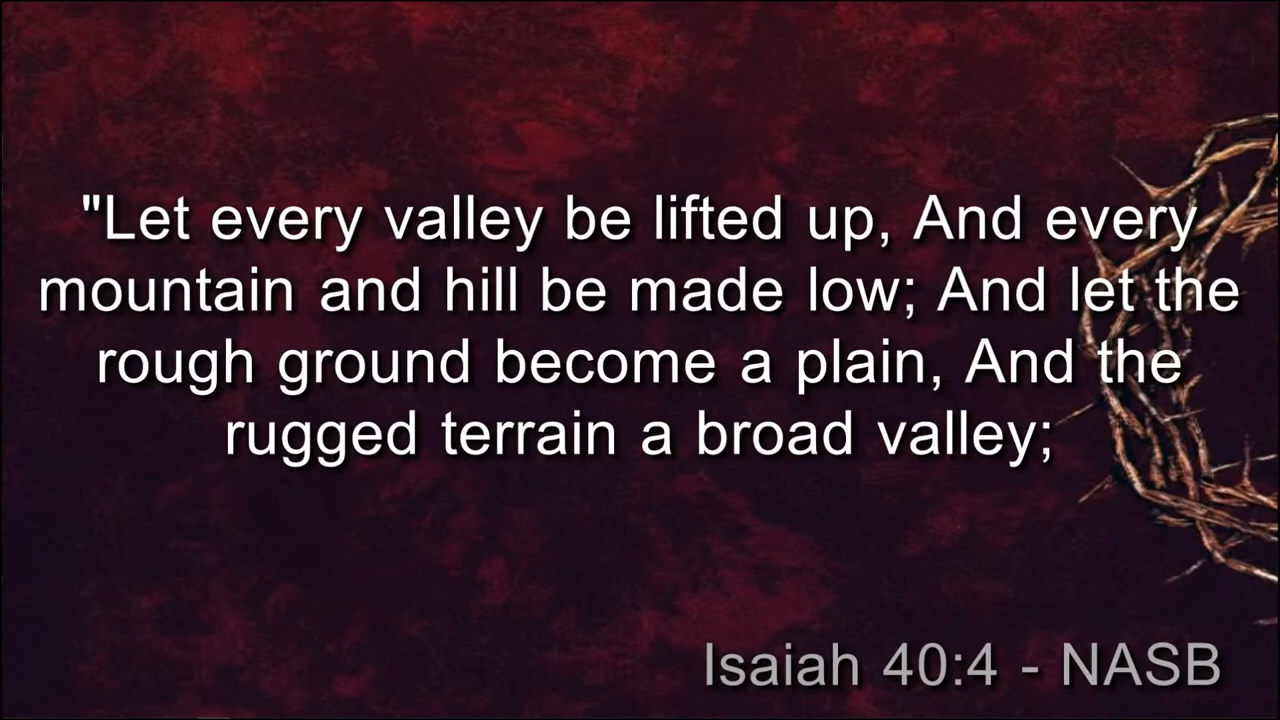 "Let every valley be lifted up, And every
mountain and hill be made low; And let the
rough ground become a plain, And the
rugged terrain a broad valley;
Isaiah 40:4 - NASB